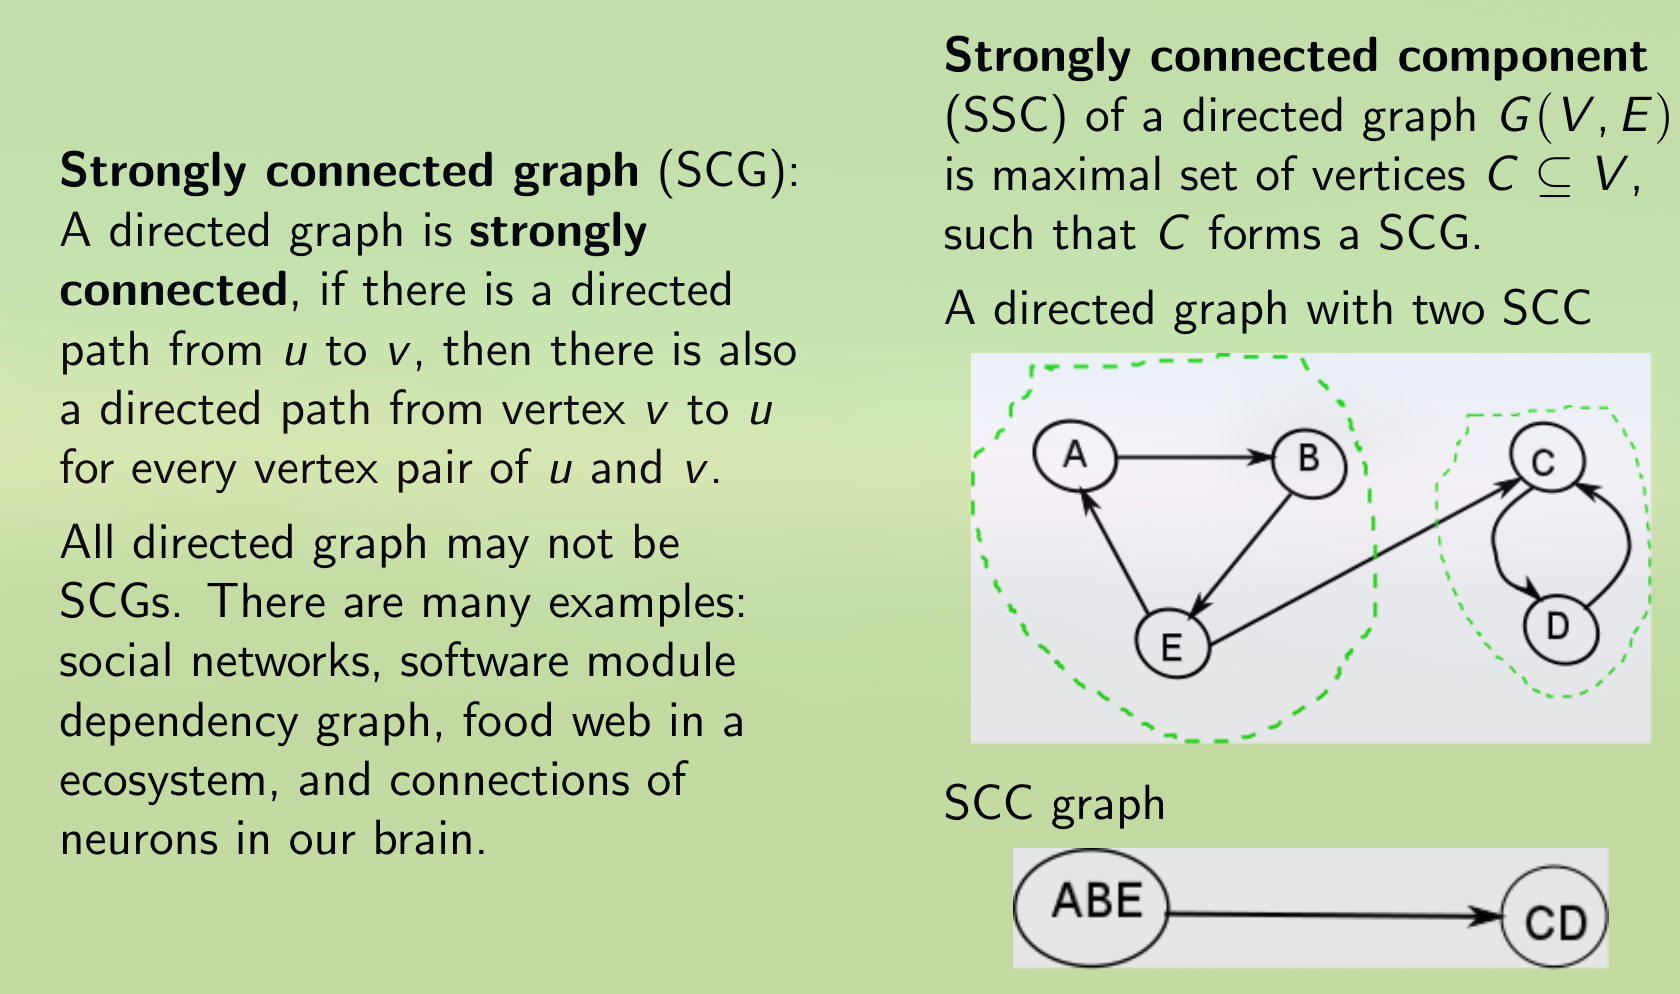 Strongly connected graph (SCG):
A directed graph is strongly
connected, if there is a directed
path from u to v, then there is also
a directed path from vertex v to u
for every vertex pair of u and v.
All directed graph may not be
SCGs. There are many examples:
social networks, software module
dependency graph, food web in a
ecosystem, and connections of
neurons in our brain.
Strongly connected component
(SSC) of a directed graph G(V, E)
is maximal set of vertices C ⊆ V,
such that C forms a SCG.
A directed graph with two SCC
A
B
C
E
D
SCC graph
ABE
CD